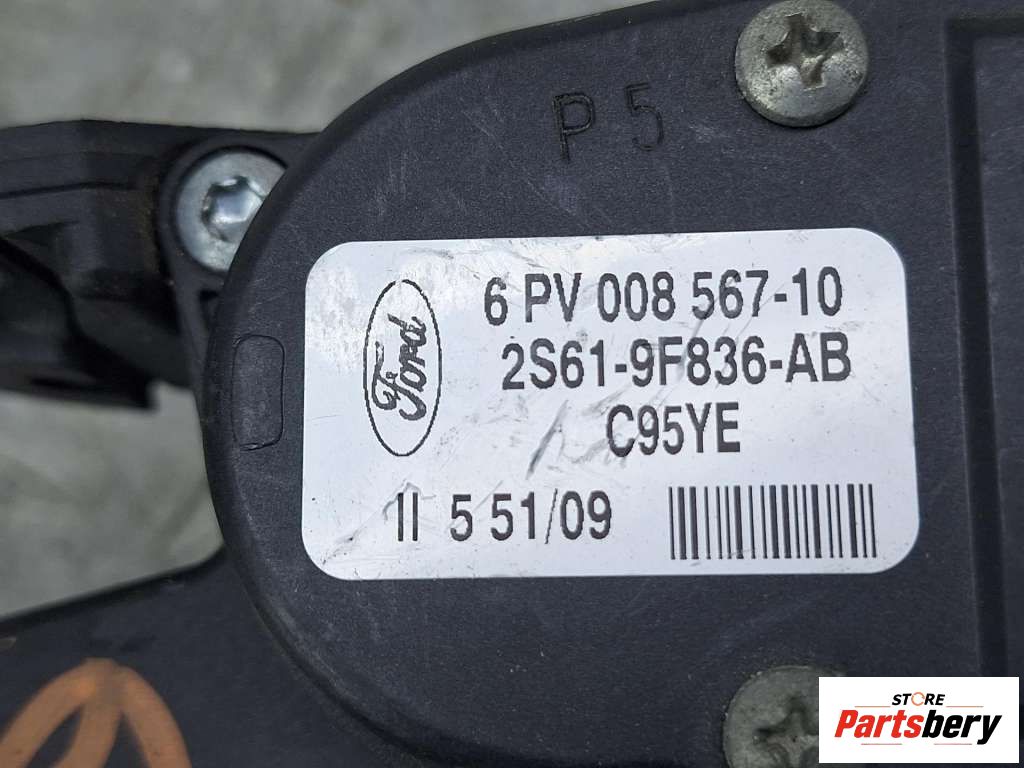 P 5
6 PV 008 567-10
Ford
2S61-9F836-AB
C95YE
II 5 51/09
STORE
Partsbery